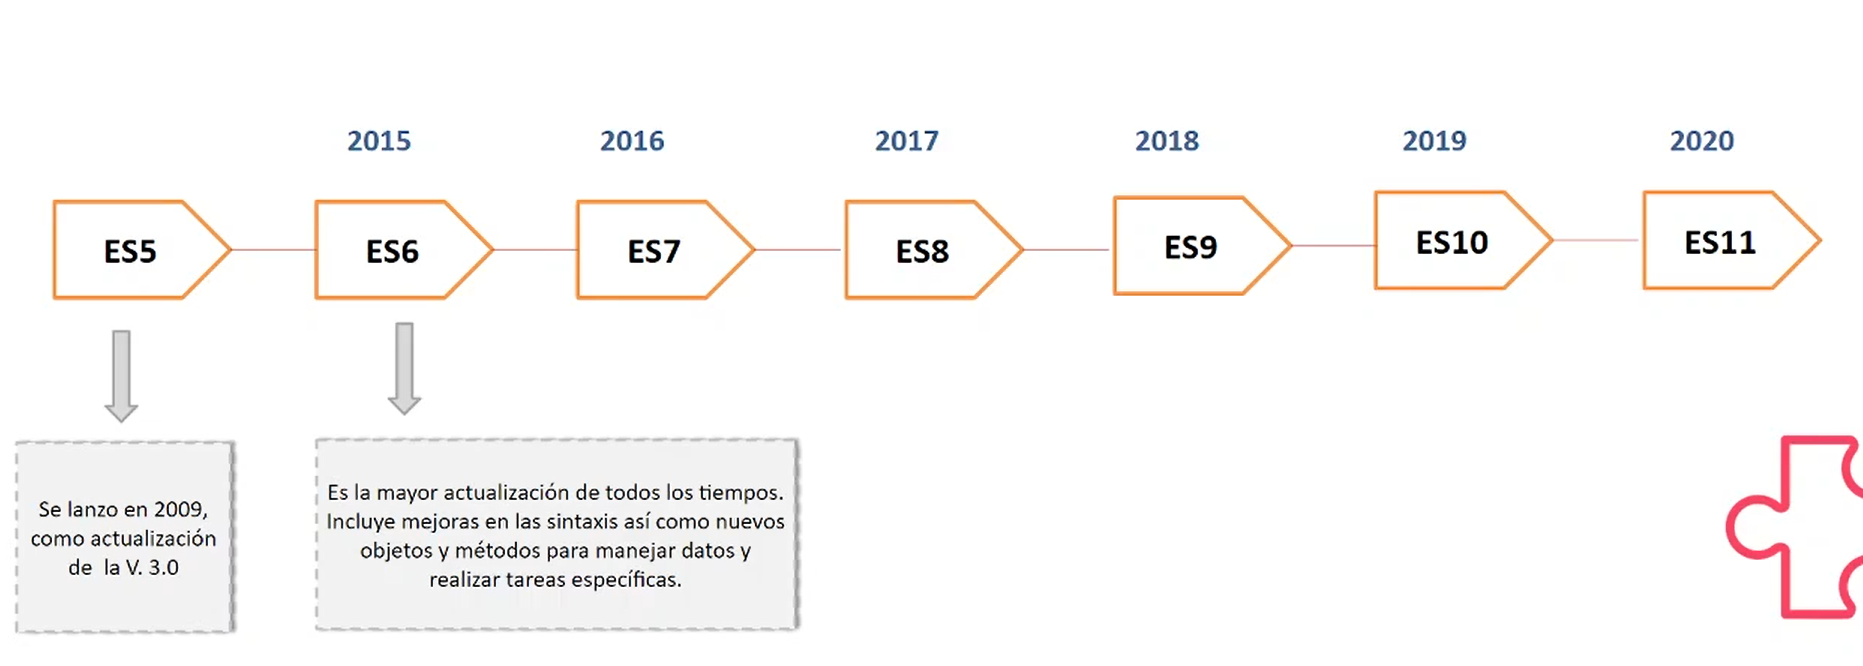 2015
2016
2017
2018
2019
2020
ES5
ES6
ES7
ES8
ES9
ES10
ES11
Se lanzo en 2009,
como actualización
de la V. 3.0
Es la mayor actualización de todos los tiempos.
Incluye mejoras en las sintaxis así como nuevos
objetos y métodos para manejar datos y
realizar tareas específicas.